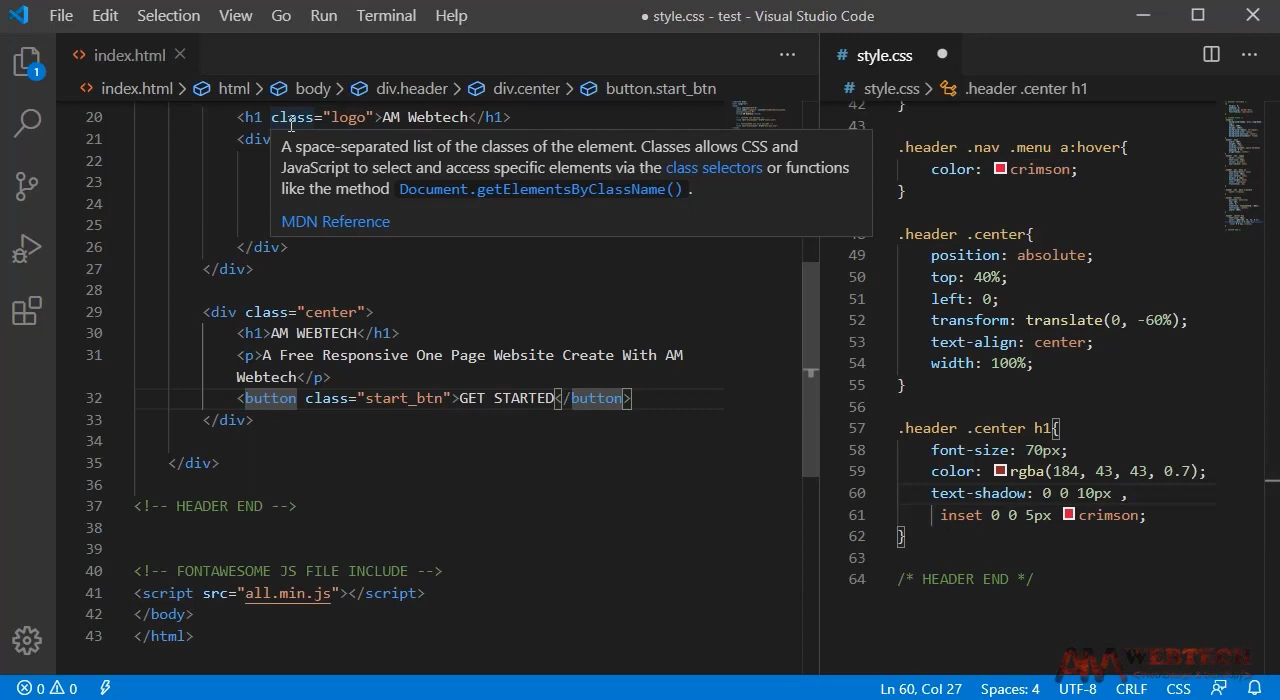 File Edit Selection View Go Run Terminal Help
● style.css - test - Visual Studio Code
index.html
index.html > html > body > div.header > div.center > button.start_btn
1
20 <h1 class="logo">AM Webtech</h1>
21 <div
A space-separated list of the classes of the element. Classes allows CSS and
JavaScript to select and access specific elements via the class selectors or functions
like the method Document.getElementsByClassName() .
MDN Reference
22
23
24
25
26 </div>
27 </div>
28
29 <div class="center">
30 <h1>AM WEBTECH</h1>
31 <p>A Free Responsive One Page Website Create With AM
Webtech</p>
32 <button class="start_btn">GET STARTED</button>
33 </div>
34
35 </div>
36
37 <!-- HEADER END -->
38
39
40 <!-- FONTAWESOME JS FILE INCLUDE -->
41 <script src="all.min.js"></script>
42 </body>
43 </html>
# style.css ●
# style.css > .header .center h1
42 }
43
.header .nav .menu a:hover{
color: crimson;
}
.header .center{
49 position: absolute;
50 top: 40%;
51 left: 0;
52 transform: translate(0, -60%);
53 text-align: center;
54 width: 100%;
55 }
56
57 .header .center h1{
58 font-size: 70px;
59 color: rgba(184, 43, 43, 0.7);
60 text-shadow: 0 0 10px ,
61 inset 0 0 5px crimson;
62 }
63
64 /* HEADER END */
AM WEBTECH
0 0
Ln 60, Col 27 Spaces: 4 UTF-8 CRLF CSS